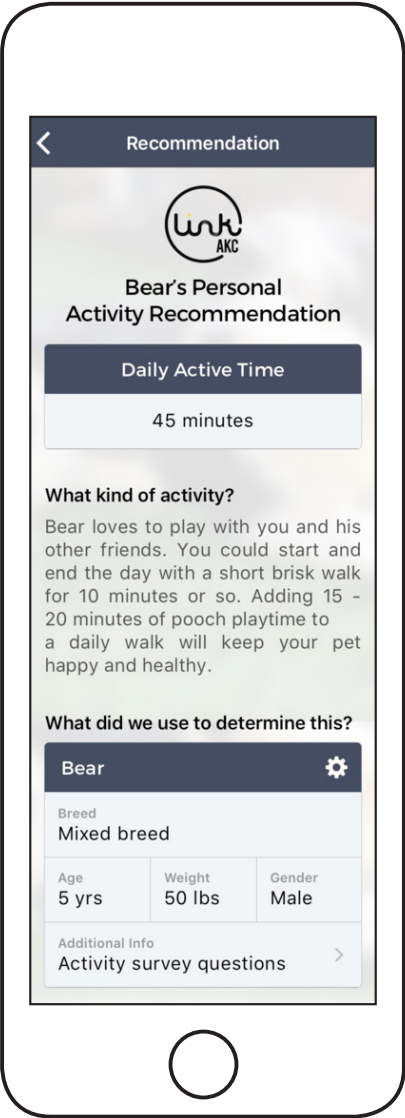 Recommendation
Link
AKC
Bear's Personal
Activity Recommendation
Daily Active Time
45 minutes
What kind of activity?
Bear loves to play with you and his
other friends. You could start and
end the day with a short brisk walk
for 10 minutes or so. Adding 15 -
20 minutes of pooch playtime to
a daily walk will keep your pet
happy and healthy.
What did we use to determine this?
Bear
Breed
Mixed breed
Age Weight Gender
5 yrs 50 lbs Male
Additional Info
Activity survey questions